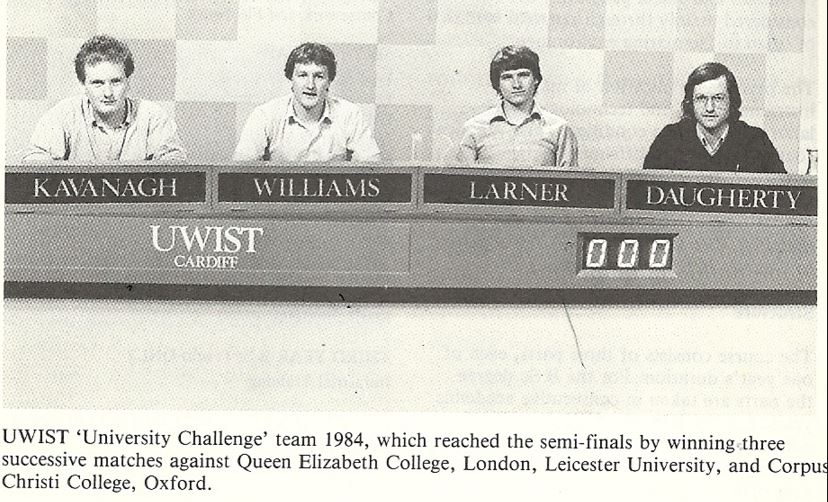 KAVANAGH WILLIAMS LARNER DAUGHERTY
UWIST
CARDIFF
000
UWIST 'University Challenge' team 1984, which reached the semi-finals by winning three
successive matches against Queen Elizabeth College, London, Leicester University, and Corpus
Christi College, Oxford.